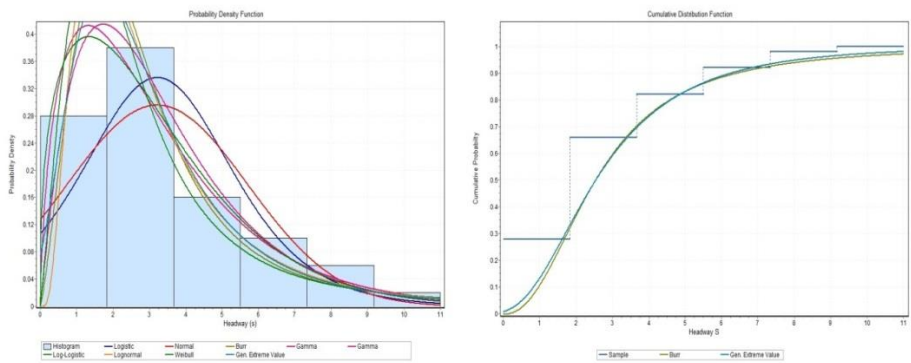 Probability Density Function
Probability Density
0.4
0.36
0.32
0.28
0.24
0.2
0.16
0.12
0.08
0.04
0
0 1 2 3 4 5 6 7 8 9 10 11
Headway (s)
Histogram Logistic Normal Burr Gamma Gamma
Log-Logistic Lognormal Weibull Gen. Extreme Value
Cumulative Distribution Function
Cumulative Probabilty
1
0.9
0.8
0.7
0.6
0.5
0.4
0.3
0.2
0.1
0
0 1 2 3 4 5 6 7 8 9 10 11
Headway S
Sample Burr Gen. Extreme Value